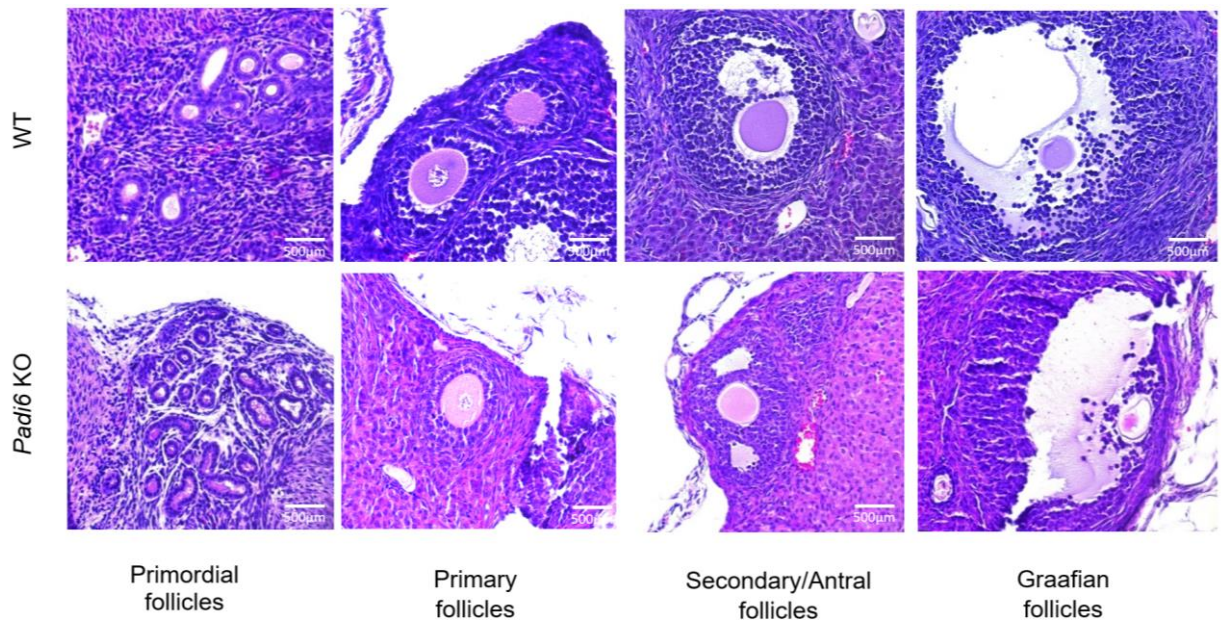 WT
500µm
500µm
500µm
500µm
Padi6 KO
500µm
500µm
500µm
Primordial
follicles
Primary
follicles
Secondary/Antral
follicles
Graafian
follicles